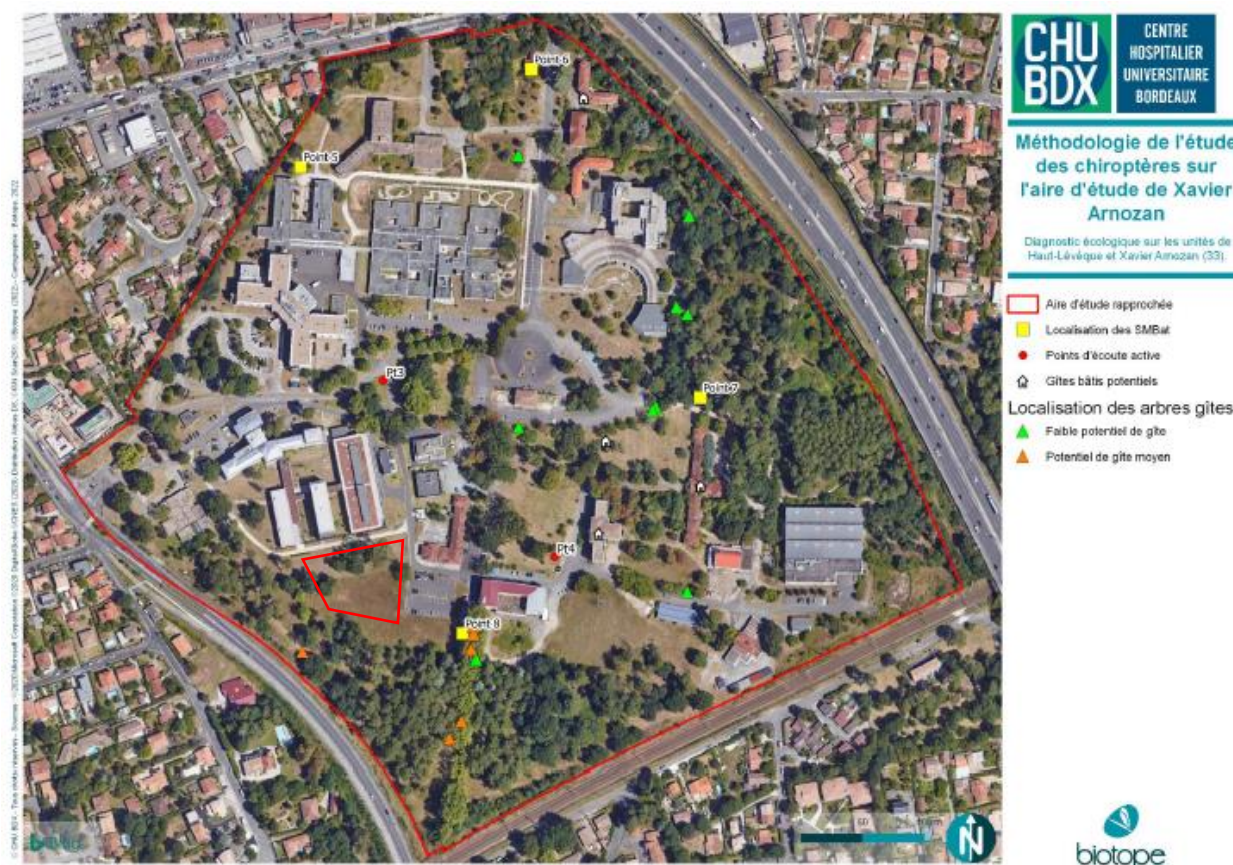 CHU
BDX
CENTRE
HOSPITALIER
UNIVERSITAIRE
BORDEAUX
Méthodologie de l'étude
des chiroptères sur
l'aire d'étude de Xavier
Arnozan
Diagnostic écologique sur les unités de
Haut-Lévêque et Xavier Arnozan (33)
Aire d'étude rapprochée
Localisation des SMBat
Points d'écoute active
Gîtes bâtis potentiels
Localisation des arbres gîtes
Faible potentiel de gîte
Potentiel de gîte moyen
Point 6
Point 5
Pt3
Point 7
Pt4
Point 8
N
biotope